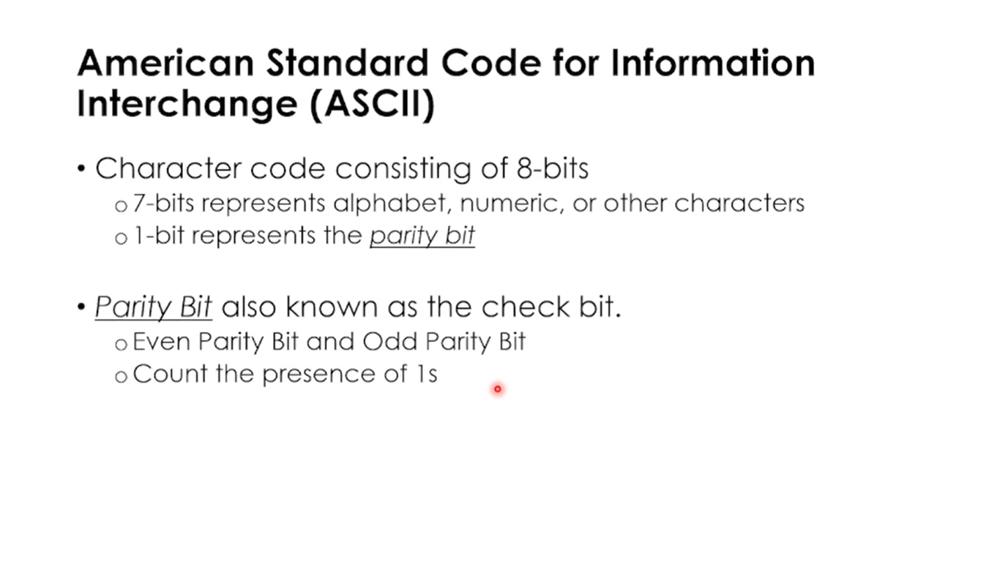 American Standard Code for Information
Interchange (ASCII)
• Character code consisting of 8-bits
o 7-bits represents alphabet, numeric, or other characters
o 1-bit represents the parity bit
• Parity Bit also known as the check bit.
o Even Parity Bit and Odd Parity Bit
o Count the presence of 1s